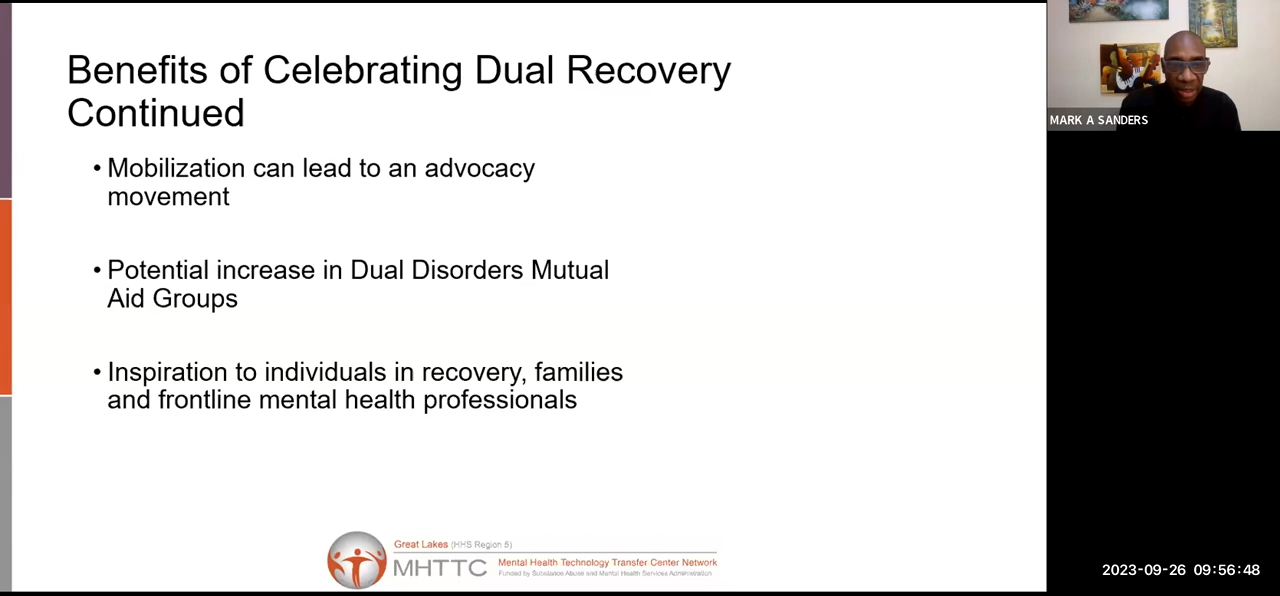 Benefits of Celebrating Dual Recovery
Continued
• Mobilization can lead to an advocacy
movement
• Potential increase in Dual Disorders Mutual
Aid Groups
• Inspiration to individuals in recovery, families
and frontline mental health professionals
Great Lakes (HHS Region 5)
MHTTC
Mental Health Technology Transfer Center Network
Funded by Substance Abuse and Mental Health Services Administration
MARK A SANDERS
2023-09-26 09:56:48